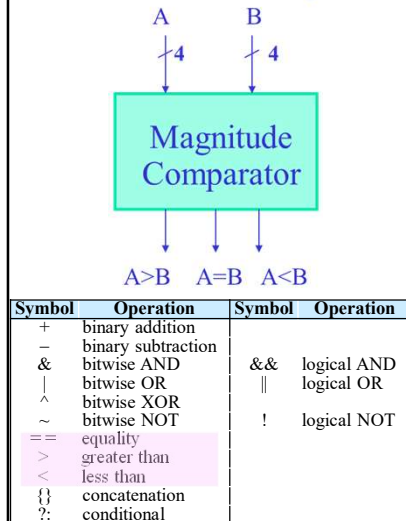 A B
4 4
Magnitude
Comparator
A>B A=B A<B
Symbol Operation Symbol Operation
+ binary addition
– binary subtraction
& bitwise AND && logical AND
| bitwise OR || logical OR
^ bitwise XOR
~ bitwise NOT ! logical NOT
== equality
> greater than
< less than
{} concatenation
?: conditional